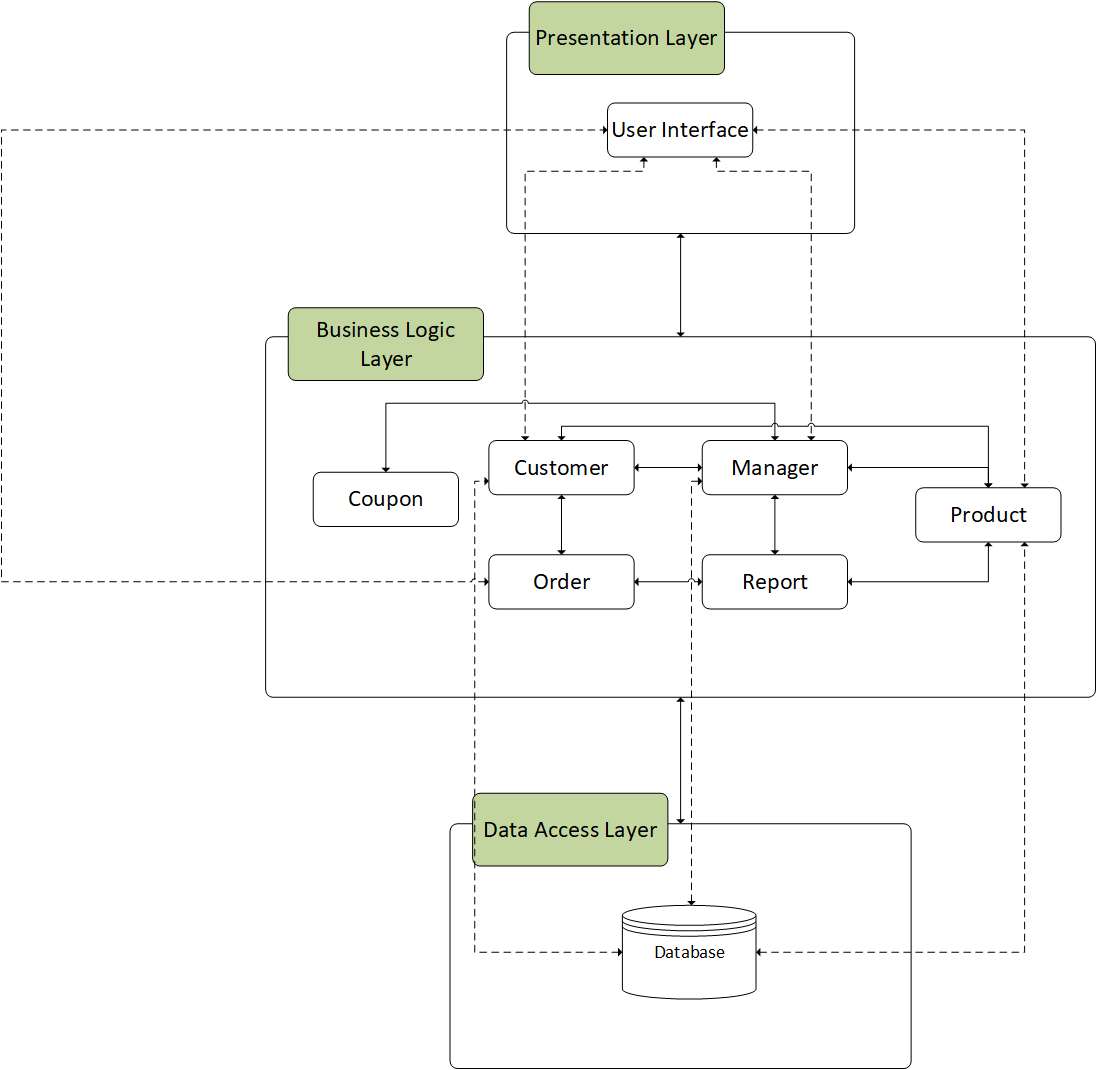 Presentation Layer
User Interface
Business Logic
Layer
Customer
Manager
Coupon
Product
Order
Report
Data Access Layer
Database